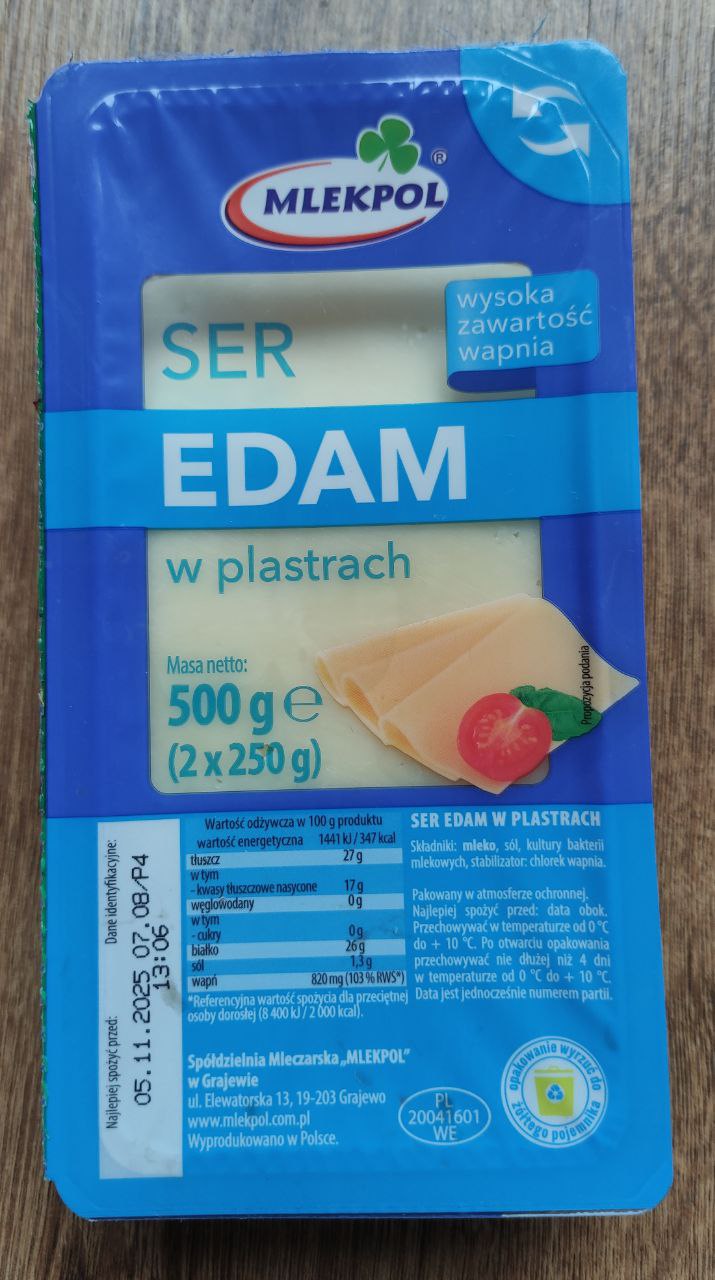 MLEKPOL®
wysoka
zawartość
wapnia
SER
EDAM
w plastrach
Masa netto:
500 g ℮
(2 x 250 g)
Propozycja podania
Najlepiej spożyć przed:
Dane identyfikacyjne:
05.11.2025 07.08/P4
13:06
Wartość odżywcza w 100 g produktu
wartość energetyczna 1441 kJ / 347 kcal
tłuszcz 27 g
w tym
- kwasy tłuszczowe nasycone 17 g
węglowodany 0 g
w tym
- cukry 0 g
białko 26 g
sól 1,3 g
wapń 820 mg (103 % RWS*)
*Referencyjna wartość spożycia dla przeciętnej
osoby dorosłej (8 400 kJ / 2 000 kcal).
SER EDAM W PLASTRACH
Składniki: mleko, sól, kultury bakterii
mlekowych, stabilizator: chlorek wapnia.
Pakowany w atmosferze ochronnej.
Najlepiej spożyć przed: data obok.
Przechowywać w temperaturze od 0 °C
do + 10 °C. Po otwarciu opakowania
przechowywać nie dłużej niż 4 dni
w temperaturze od 0 °C do + 10 °C.
Data jest jednocześnie numerem partii.
Spółdzielnia Mleczarska „MLEKPOL”
w Grajewie
ul. Elewatorska 13, 19-203 Grajewo
www.mlekpol.com.pl
Wyprodukowano w Polsce.
PL
20041601
WE
opakowanie wyrzuć do
żółtego pojemnika